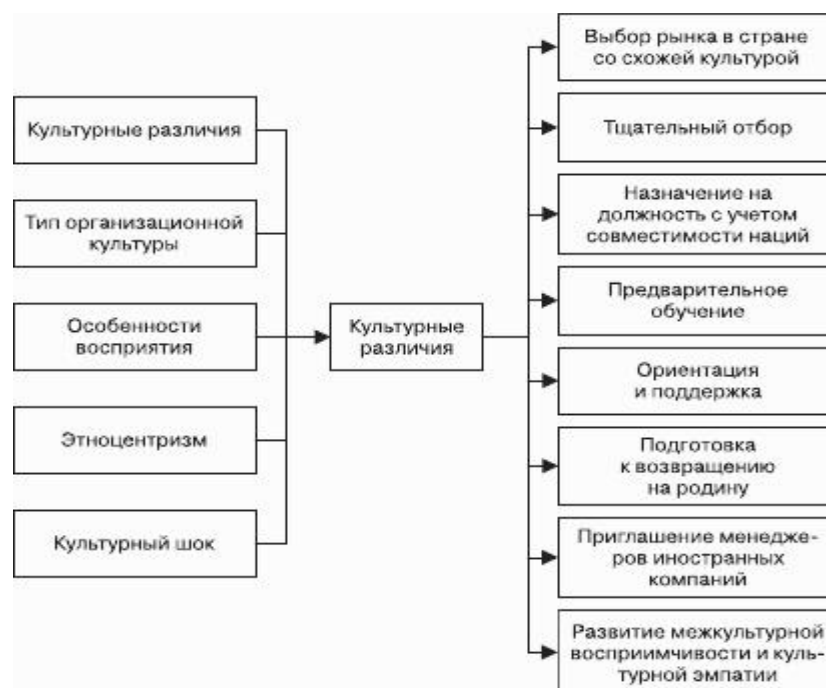 Культурные различия
Тип организационной
культуры
Особенности
восприятия
Этноцентризм
Культурный шок
Культурные
различия
Выбор рынка в стране
со схожей культурой
Тщательный отбор
Назначение на
должность с учетом
совместимости наций
Предварительное
обучение
Ориентация
и поддержка
Подготовка
к возвращению
на родину
Приглашение менедже-
ров иностранных
компаний
Развитие межкультурной
восприимчивости и куль-
турной эмпатии